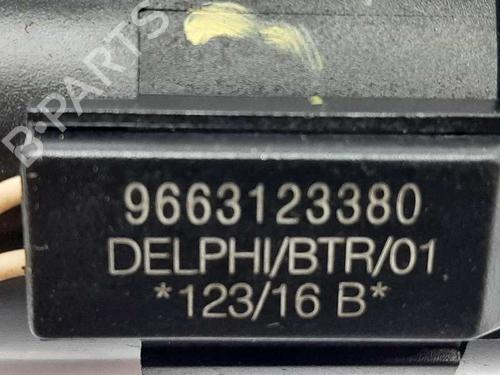 B-PARTS
9663123380
DELPHI/BTR/01
*123/16 B*